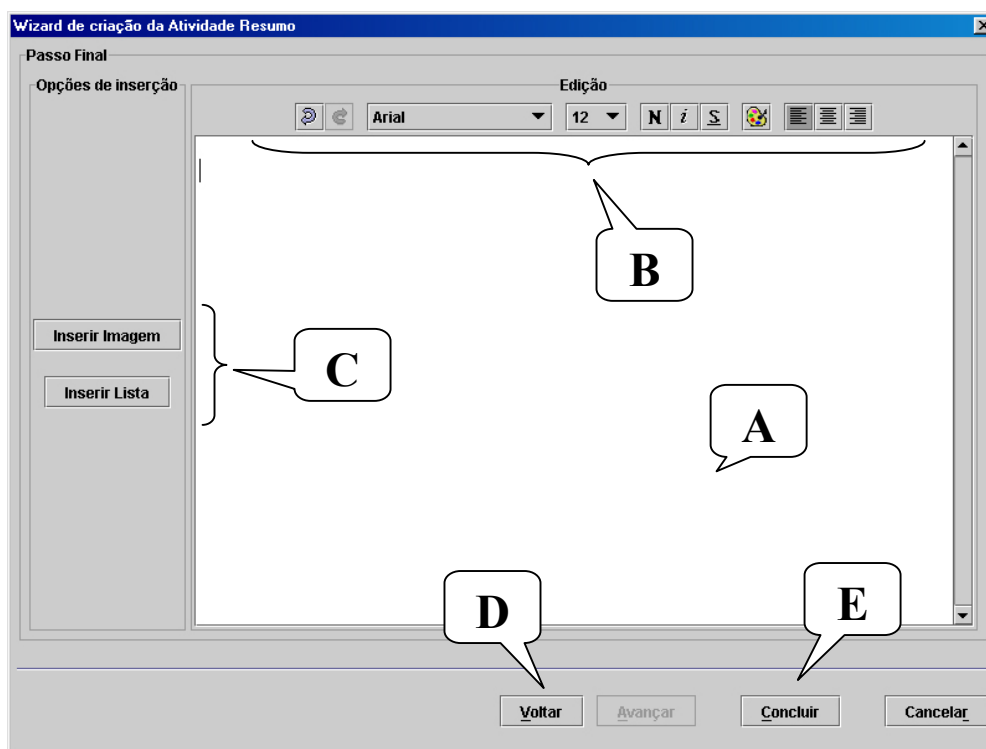 Wizard de criação da Atividade Resumo
Passo Final
Opções de inserção
Edição
Arial
12
N i S
B
Inserir Imagem
C
Inserir Lista
A
D
E
Voltar
Avançar
Concluir
Cancelar